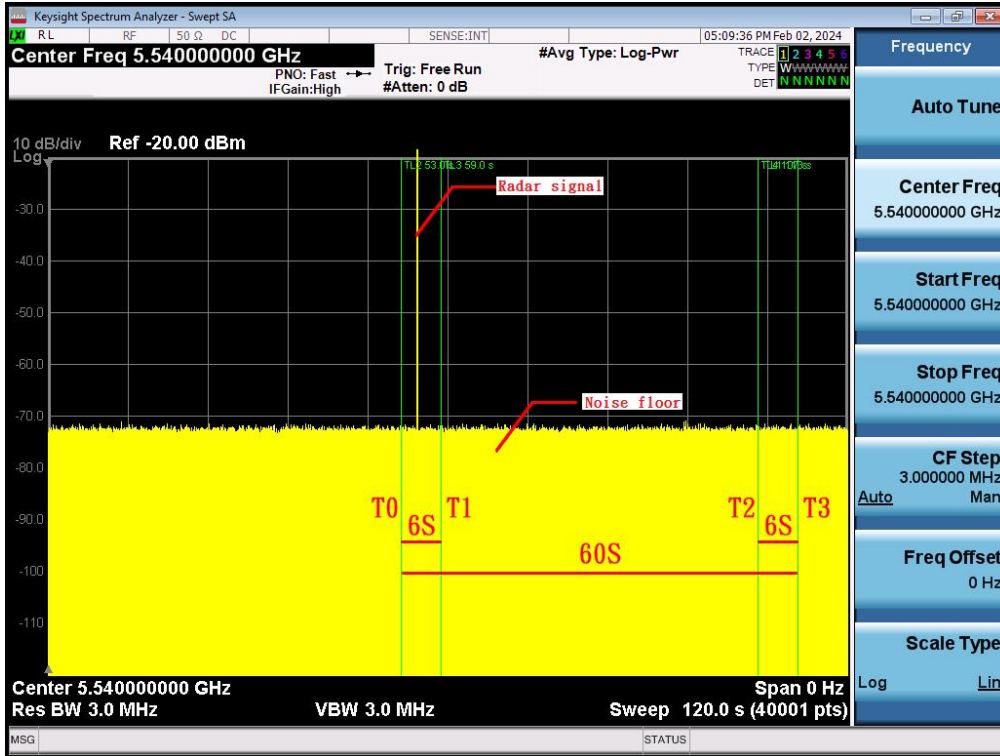 Keysight Spectrum Analyzer - Swept SA
LXI RL RF 50 Ω DC SENSE:INT 05:09:36 PM Feb 02, 2024
Center Freq 5.540000000 GHz
PNO: Fast
IFGain:High
Trig: Free Run
#Atten: 0 dB
#Avg Type: Log-Pwr
TRACE 1 2 3 4 5 6
TYPE WWWWWW
DET N N N N N N
10 dB/div Ref -20.00 dBm
Log
TL3 59.0 s
Radar signal
-30.0
-40.0
-50.0
-60.0
Noise floor
-70.0
-80.0
T0 6S T1 T2 6S T3
-90.0
60S
-100
-110
Center 5.540000000 GHz Span 0 Hz
Res BW 3.0 MHz VBW 3.0 MHz Sweep 120.0 s (40001 pts)
MSG STATUS
Frequency
Auto Tune
Center Freq
5.540000000 GHz
Start Freq
5.540000000 GHz
Stop Freq
5.540000000 GHz
CF Step
3.000000 MHz
Auto Man
Freq Offset
0 Hz
Scale Type
Log Lin